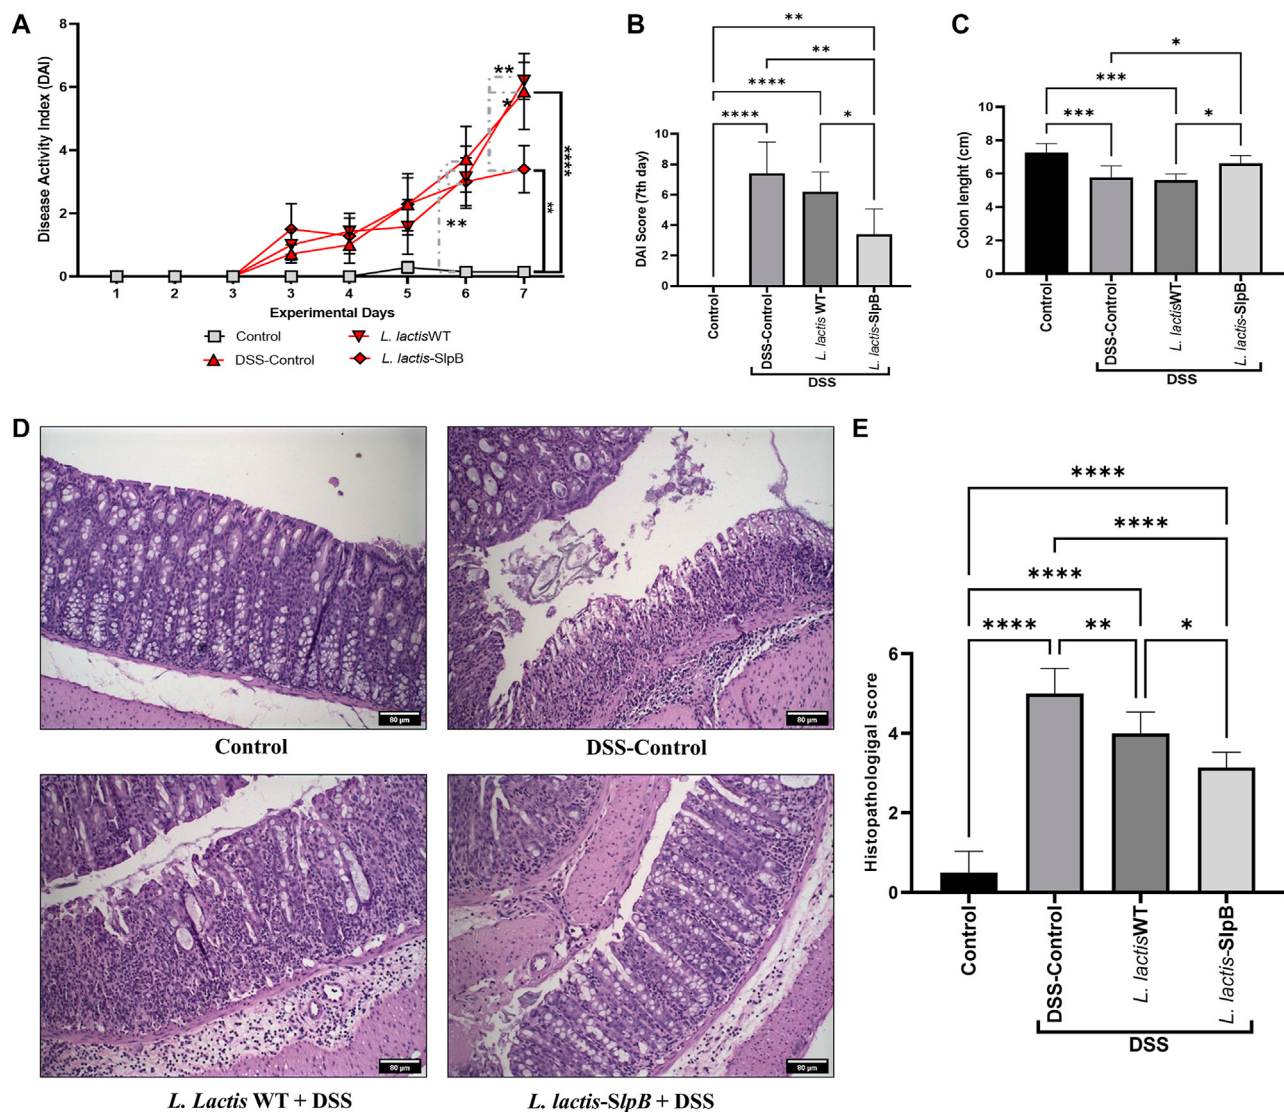 A
Disease Activity Index (DAI)
8
6
4
2
0
1 2 3 3 4 5 6 7
Experimental Days
** * ** **** **
Control
DSS-Control
L. lactisWT
L. lactis-SlpB
B
DAI Score (7th day)
10
8
6
4
2
0
**
**
****
**** *
Control
DSS-Control
L. lactis WT
L. lactis-SlpB
DSS
C
Colon lenght (cm)
10
8
6
4
2
0
*
***
*** *
Control
DSS-Control
L. lactisWT
L. lactis-SlpB
DSS
D
80 µm
Control
80 µm
DSS-Control
80 µm
L. Lactis WT + DSS
80 µm
L. lactis-SlpB + DSS
E
Histopathologigal score
6
4
2
0
****
****
****
**** ** *
Control
DSS-Control
L. lactisWT
L. lactis-SlpB
DSS